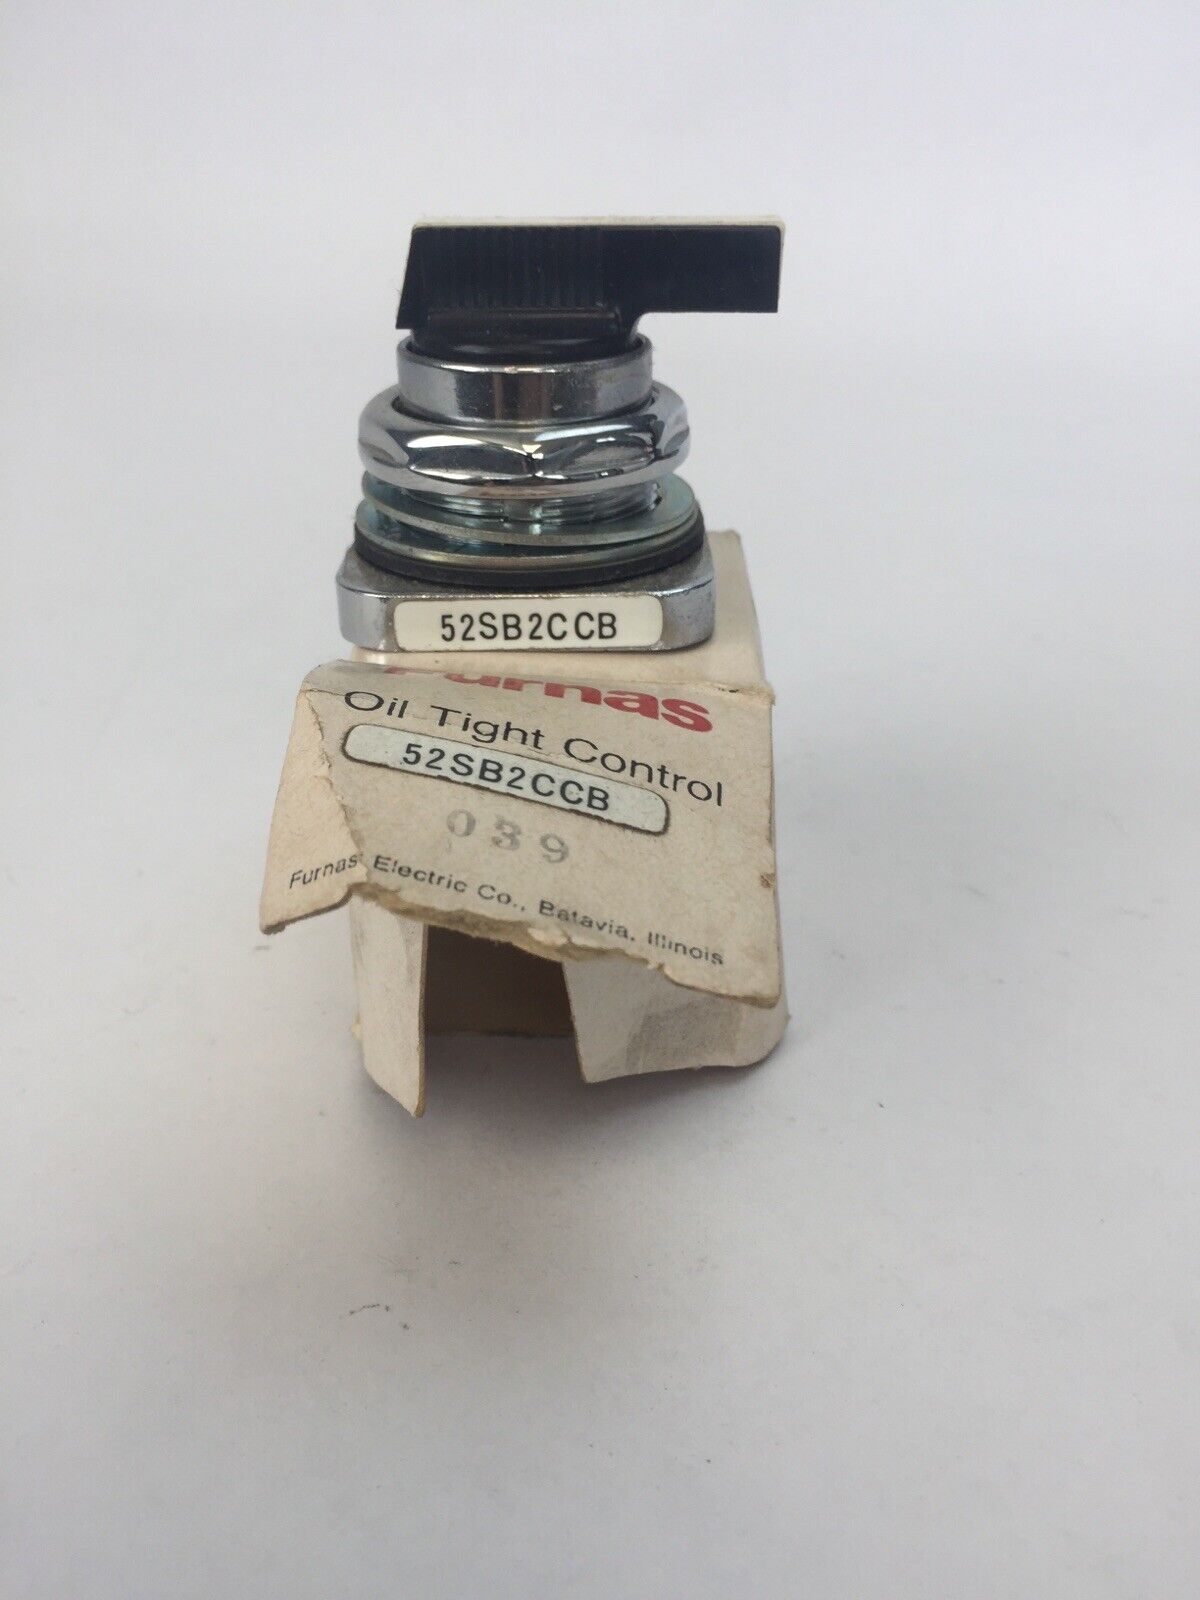 52SB2CCB
Furnas
Oil Tight Control
52SB2CCB
039
Furnas Electric Co., Batavia, Illinois